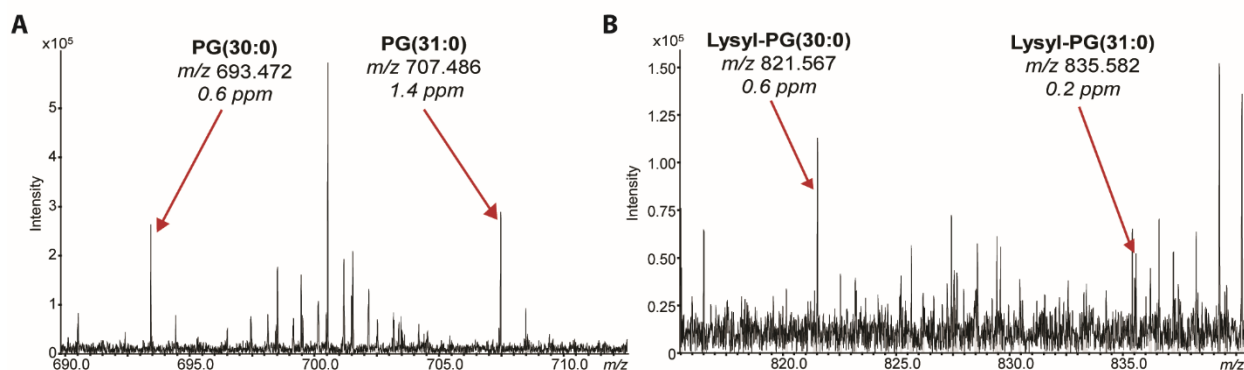 A
x10⁵
PG(30:0)
m/z 693.472
0.6 ppm
PG(31:0)
m/z 707.486
1.4 ppm
Intensity
5
4
3
2
1
0
690.0 695.0 700.0 705.0 710.0 m/z
B
x10⁵
Lysyl-PG(30:0)
m/z 821.567
0.6 ppm
Lysyl-PG(31:0)
m/z 835.582
0.2 ppm
Intensity
1.50
1.25
1.00
0.75
0.50
0.25
0.00
820.0 825.0 830.0 835.0 m/z